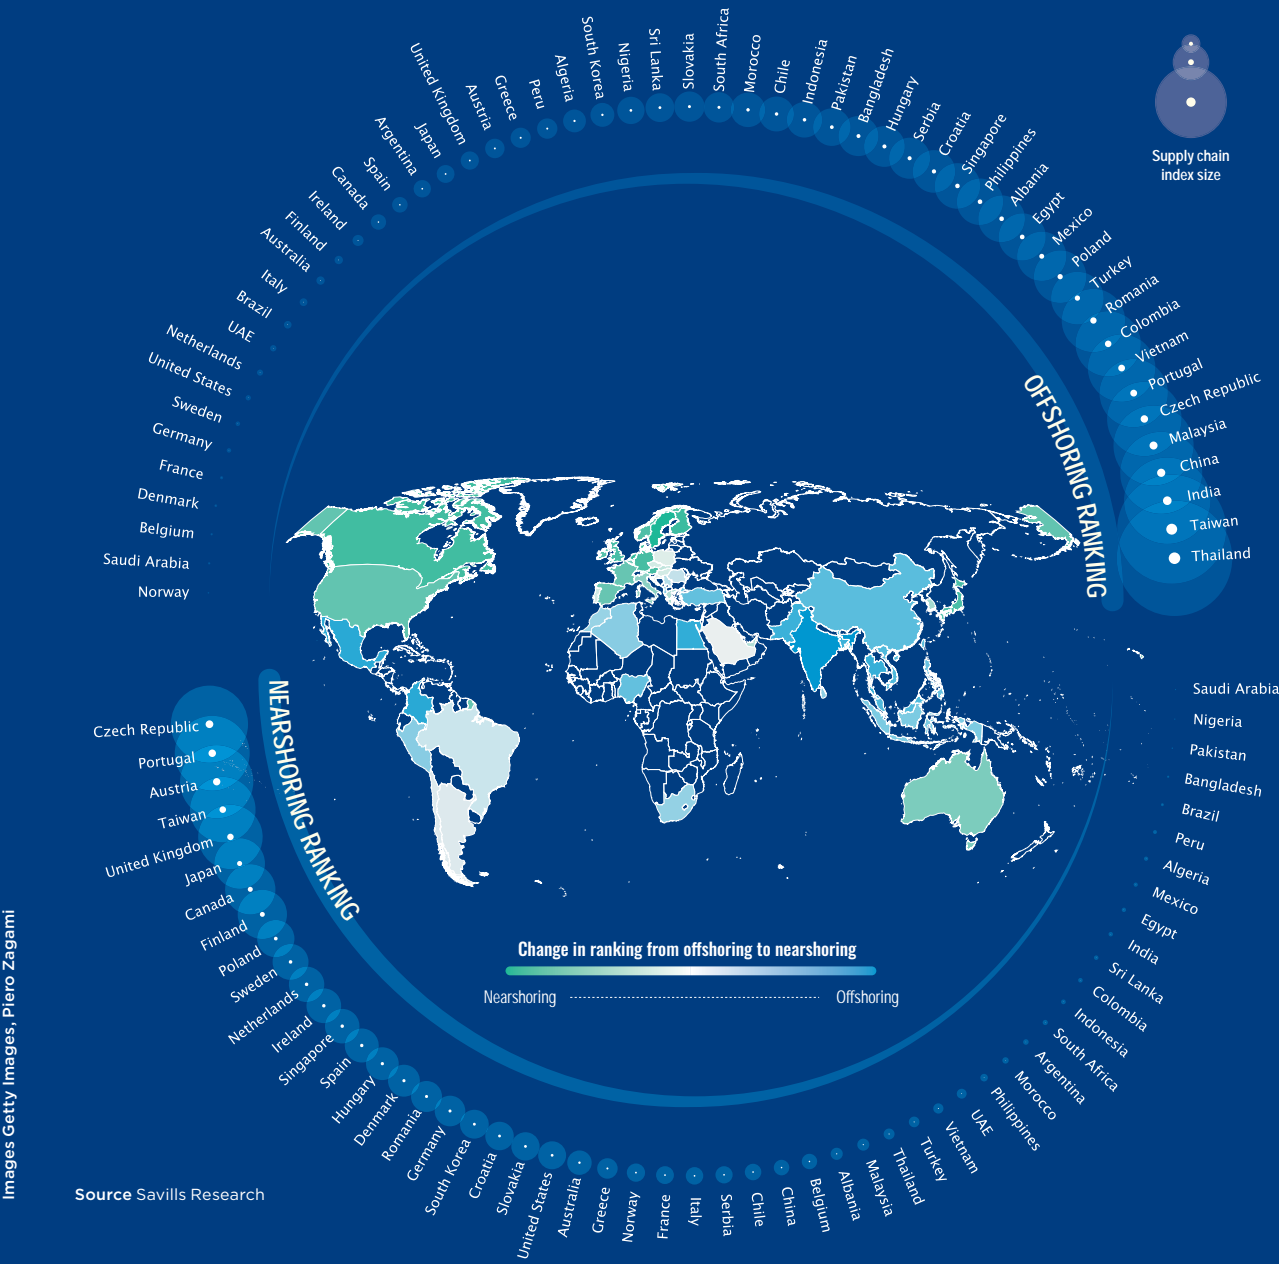 Supply chain
index size
Norway
Saudi Arabia
Belgium
Denmark
France
Germany
Sweden
United States
Netherlands
UAE
Brazil
Italy
Australia
Finland
Ireland
Canada
Spain
Argentina
Japan
United Kingdom
Austria
Greece
Peru
Algeria
South Korea
Nigeria
Sri Lanka
Slovakia
South Africa
Morocco
Chile
Indonesia
Pakistan
Bangladesh
Hungary
Serbia
Croatia
Singapore
Philippines
Albania
Egypt
Mexico
Poland
Turkey
Romania
Colombia
Vietnam
Portugal
Czech Republic
Malaysia
China
India
Taiwan
Thailand
OFFSHORING RANKING
NEARSHORING RANKING
Czech Republic
Portugal
Austria
Taiwan
United Kingdom
Japan
Canada
Finland
Poland
Sweden
Netherlands
Ireland
Singapore
Spain
Hungary
Denmark
Romania
Germany
South Korea
Croatia
Slovakia
United States
Australia
Greece
Norway
France
Italy
Serbia
Chile
China
Belgium
Albania
Malaysia
Thailand
Turkey
Vietnam
UAE
Philippines
Morocco
Argentina
South Africa
Indonesia
Colombia
Sri Lanka
India
Egypt
Mexico
Algeria
Peru
Brazil
Bangladesh
Pakistan
Nigeria
Saudi Arabia
Change in ranking from offshoring to nearshoring
Nearshoring
Offshoring
Images Getty Images, Piero Zagami
Source Savills Research